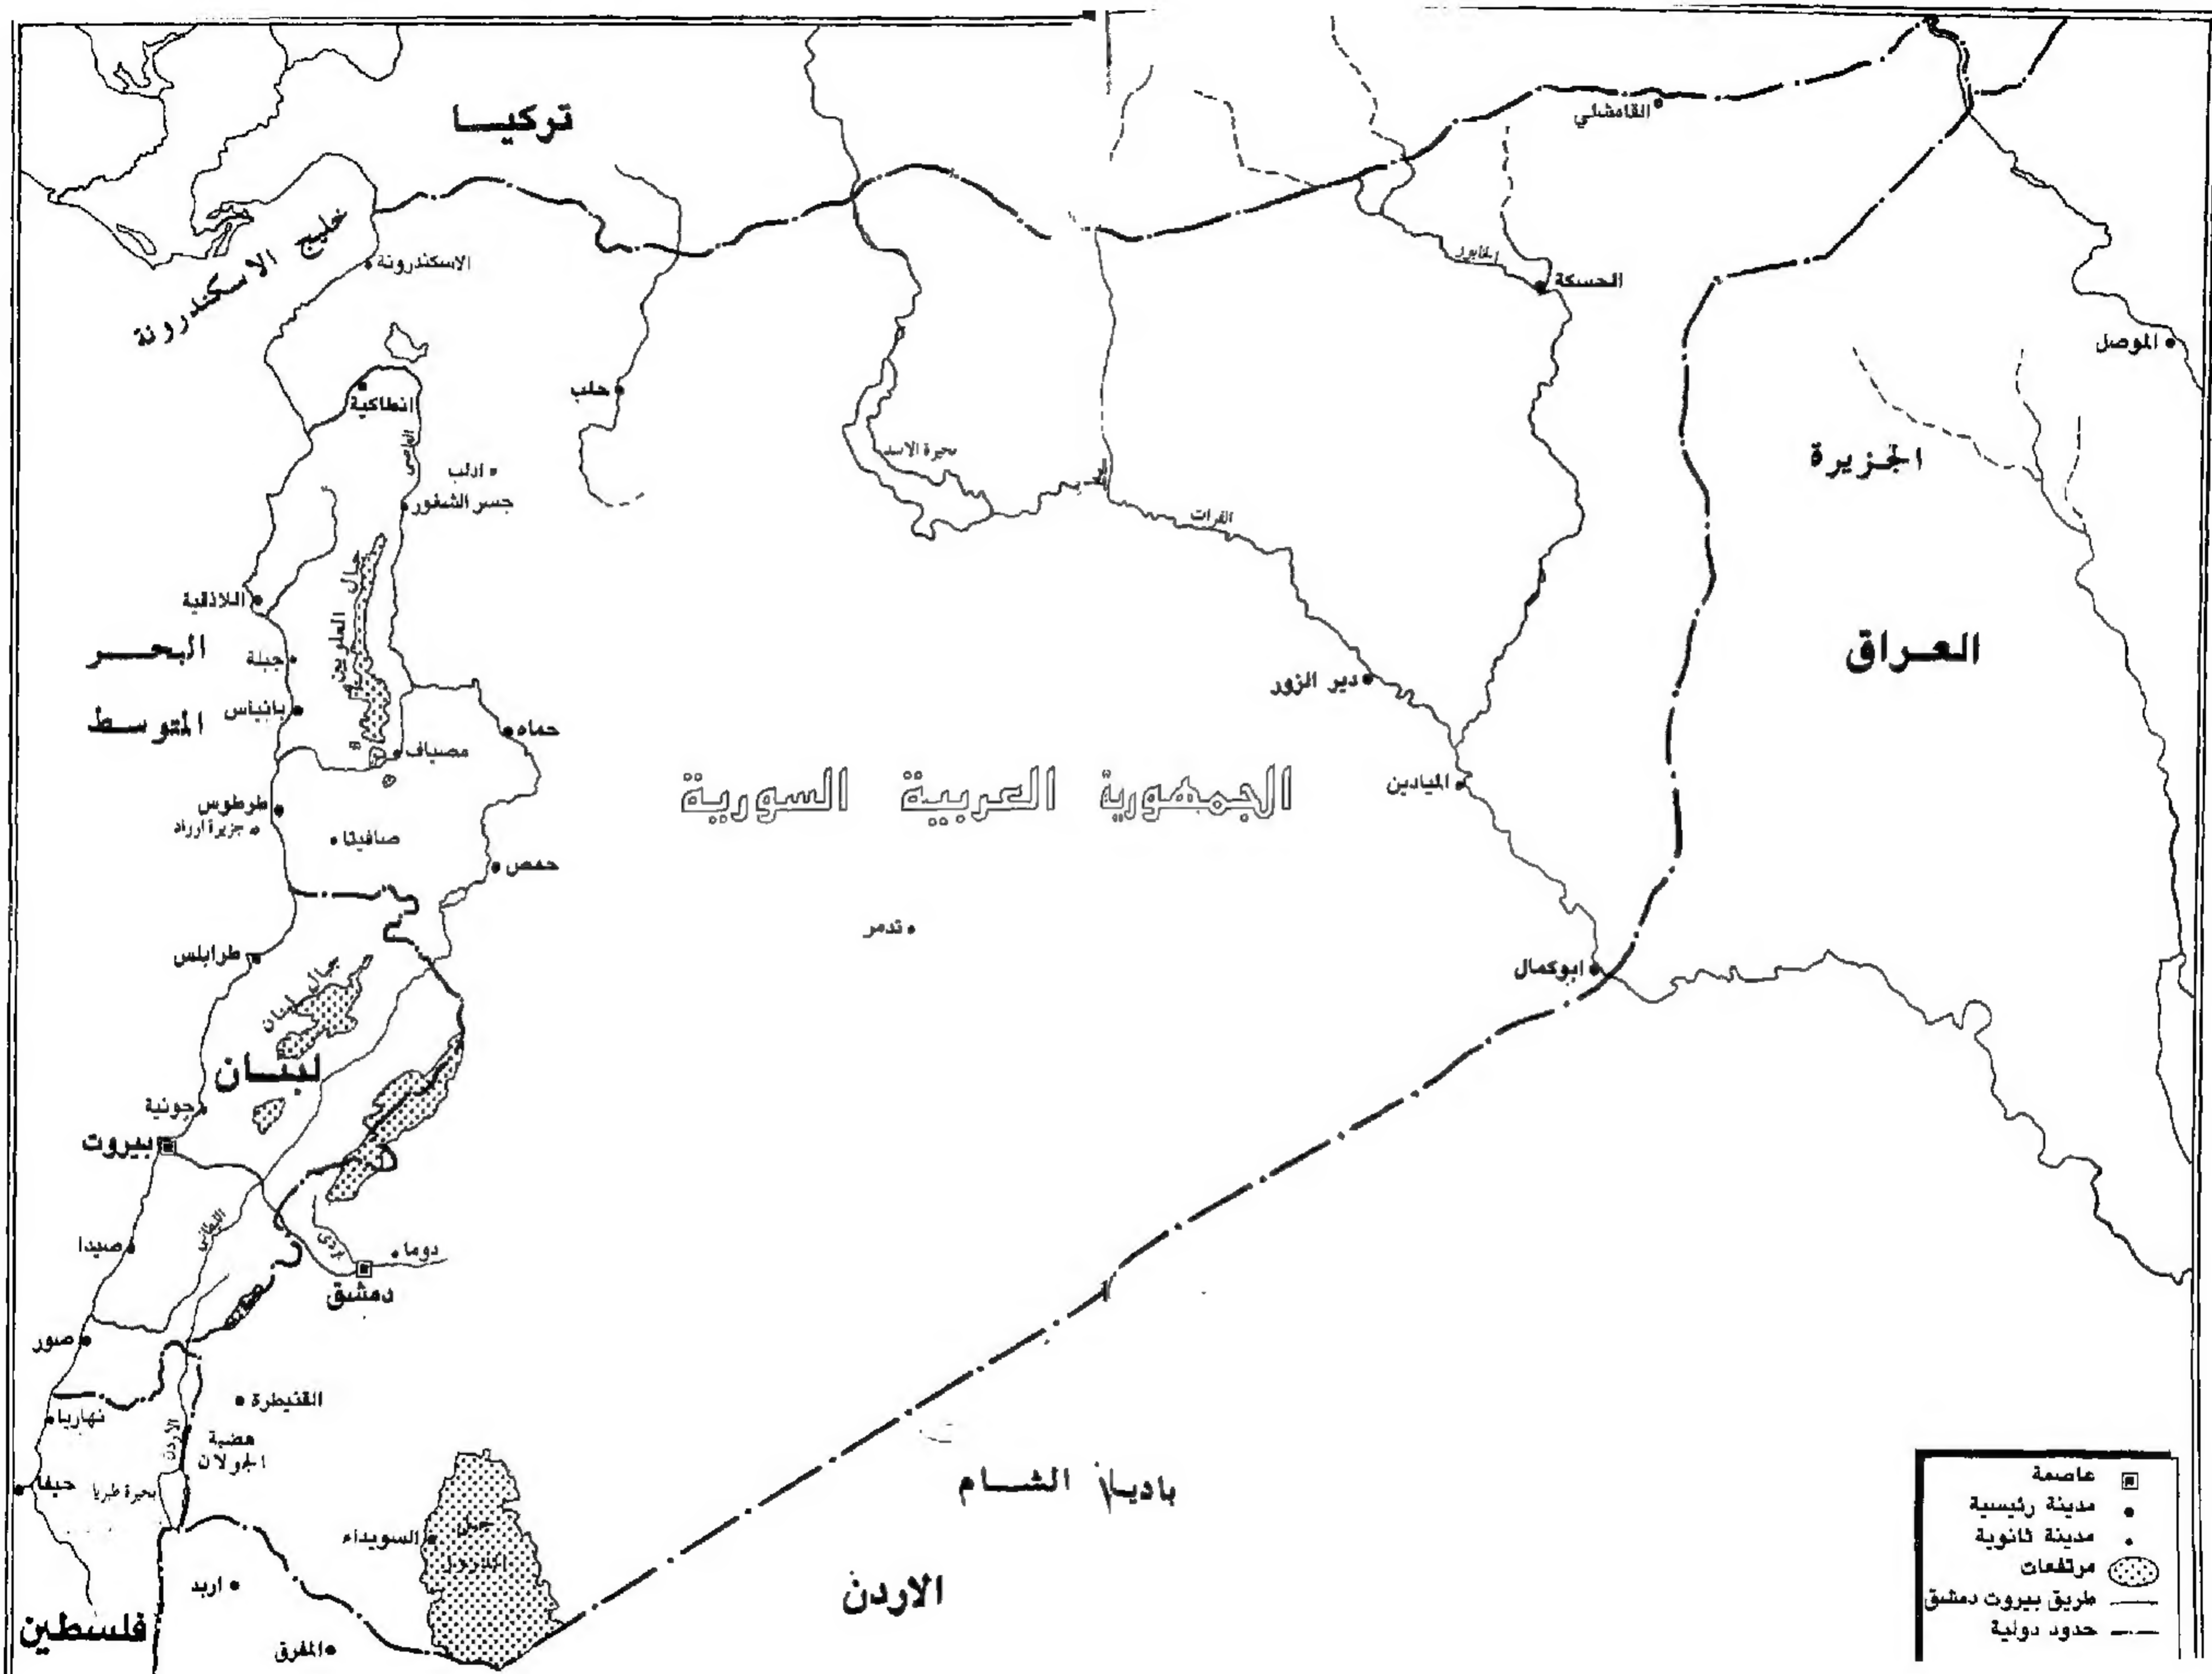 تركيا
خليج الاسكندرونة
الاسكندرونة
القامشلي
الخابور
الحسكة
الموصل
حلب
انطاكية
العاصي
ادلب
جسر الشغور
بحيرة الاسد
الفرات
الجزيرة
العراق
جبال
العلويين
اللاذقية
البحر
المتوسط
جبلة
بانياس
حماه
مصياف
دير الزور
الميادين
الجمهورية العربية السورية
طرطوس
جزيرة ارواد
صافيتا
حمص
تدمر
ابوكمال
طرابلس
جبال لبنان
لبنان
جونية
بيروت
صيدا
الليطاني
بردى
دوما
دمشق
صور
القنيطرة
نهاريا
الأردن
هضبة
الجولان
حيفا
بحيرة طبريا
السويداء
جبل
اربد
المفرق
فلسطين
الشام
الاردن
عاصمة
مدينة رئيسية
مدينة ثانوية
مرتفعات
طريق بيروت دمشق
حدود دولية